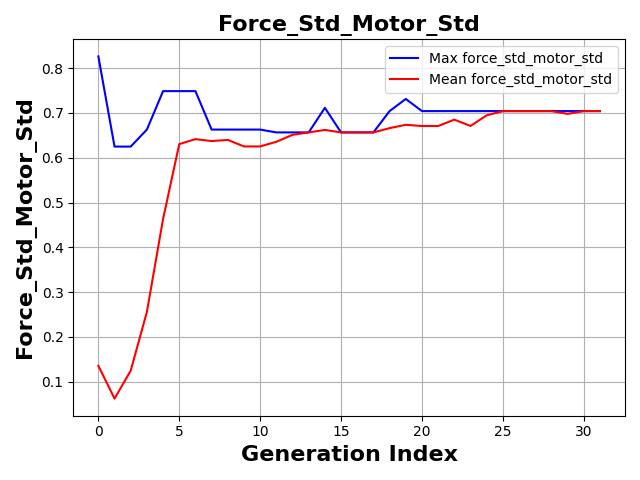 Force_Std_Motor_Std
Max force_std_motor_std
Mean force_std_motor_std
Force_Std_Motor_Std
0.8
0.7
0.6
0.5
0.4
0.3
0.2
0.1
0 5 10 15 20 25 30
Generation Index